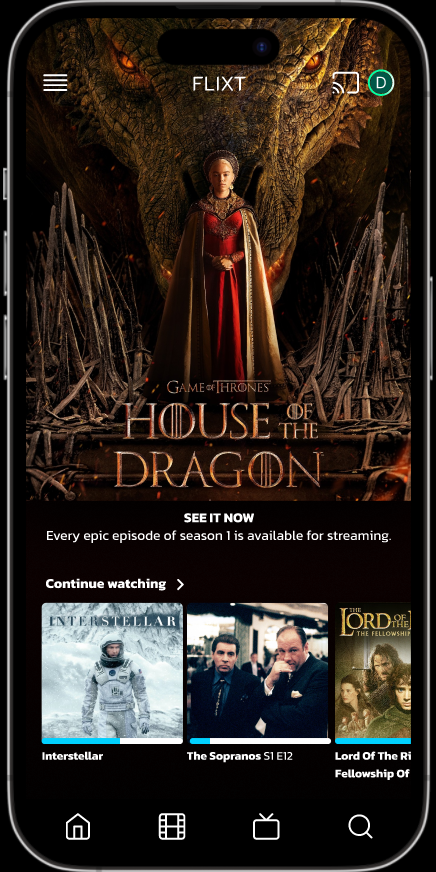 FLIXT
D
GAME OF THRONES
HOUSE OF THE
DRAGON
SEE IT NOW
Every epic episode of season 1 is available for streaming.
Continue watching
INTERSTELLAR
THE LORD OF THE
THE FELLOWSHIP
Interstellar
The Sopranos S1 E12
Lord Of The Ri
Fellowship Of